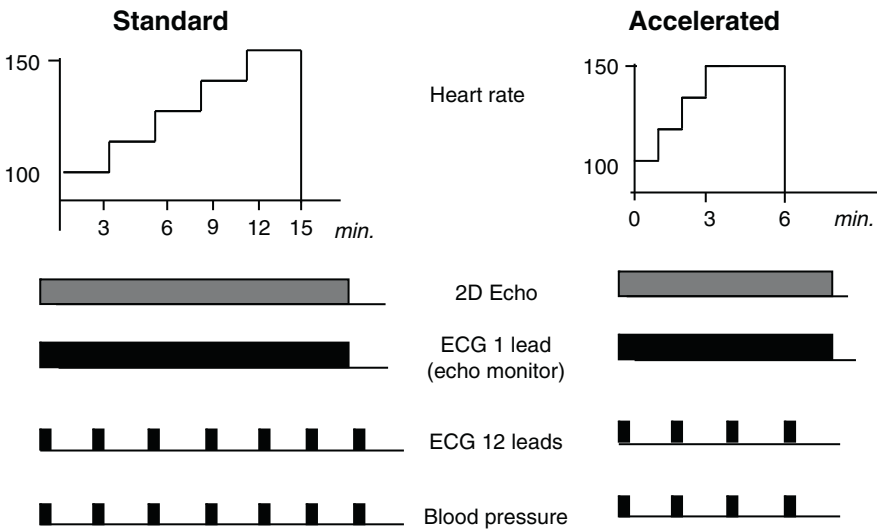 Standard
Accelerated
150
100
3 6 9 12 15 min.
Heart rate
150
100
0 3 6 min.
2D Echo
ECG 1 lead
(echo monitor)
ECG 12 leads
Blood pressure